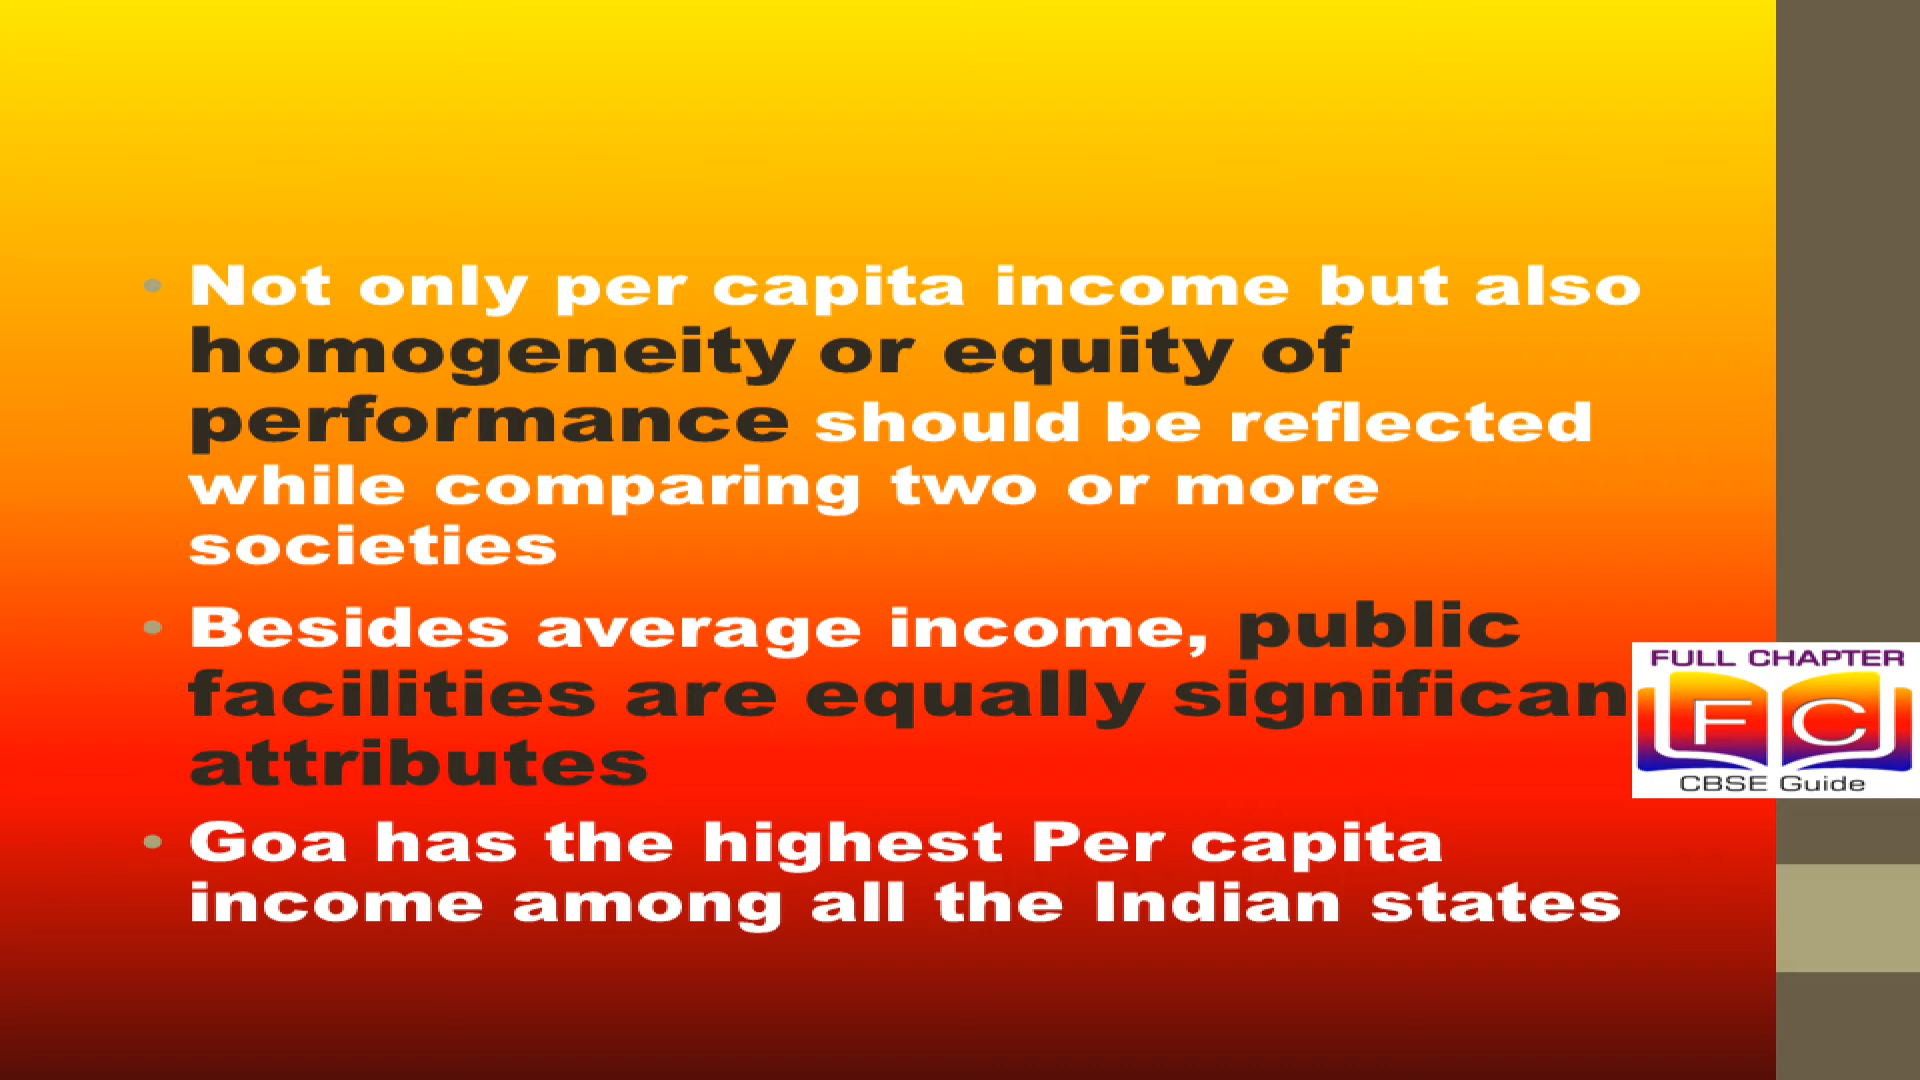 Not only per capita income but also
homogeneity or equity of
performance should be reflected
while comparing two or more
societies
Besides average income, public
facilities are equally significan
attributes
Goa has the highest Per capita
income among all the Indian states
FULL CHAPTER
FC
CBSE Guide